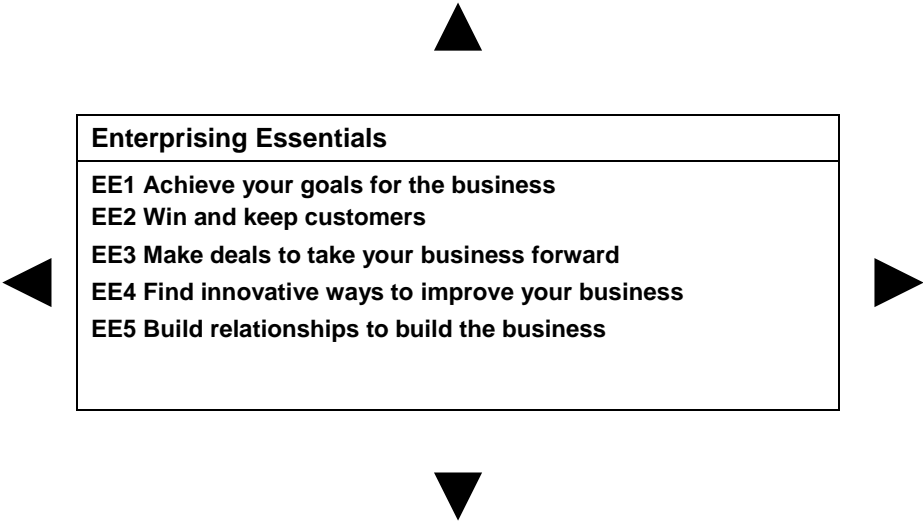 Enterprising Essentials
EE1 Achieve your goals for the business
EE2 Win and keep customers
EE3 Make deals to take your business forward
EE4 Find innovative ways to improve your business
EE5 Build relationships to build the business